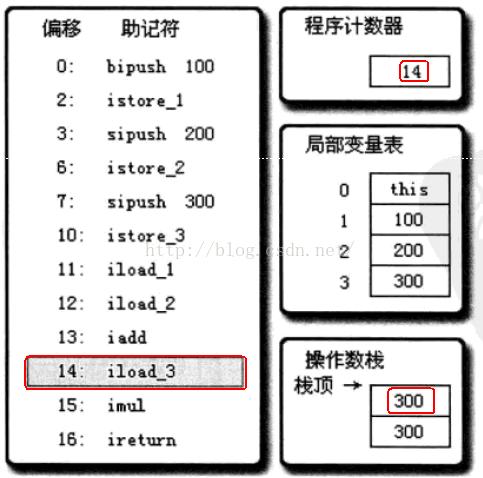 偏移 助记符
0: bipush 100
2: istore_1
3: sipush 200
6: istore_2
7: sipush 300
10: istore_3
11: iload_1
12: iload_2
13: iadd
14: iload_3
15: imul
16: ireturn
程序计数器
14
局部变量表
0 this
1 100
2 200
3 300
操作数栈
栈顶 →
300
300
http://blog.csdn.net/